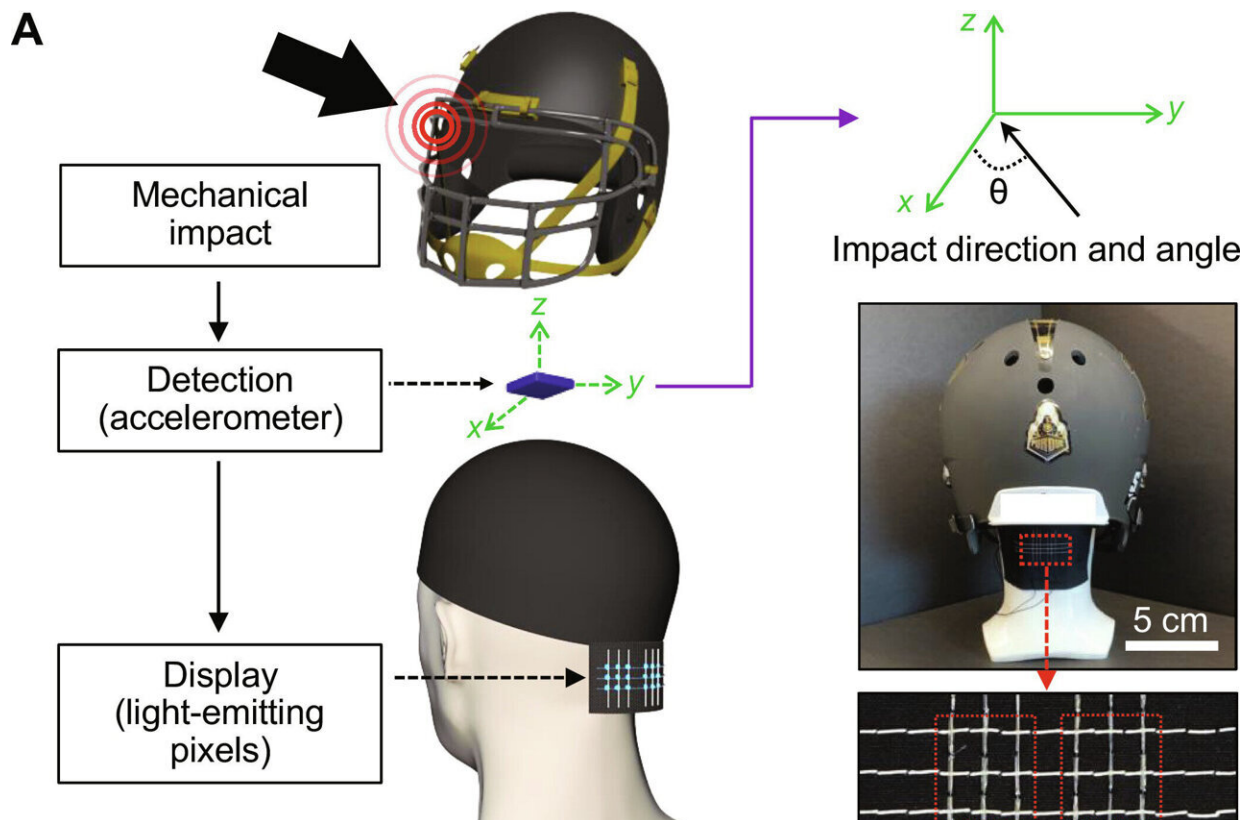 A
Mechanical
impact
Detection
(accelerometer)
Display
(light-emitting
pixels)
z
y
x
z
y
x
θ
Impact direction and angle
5 cm